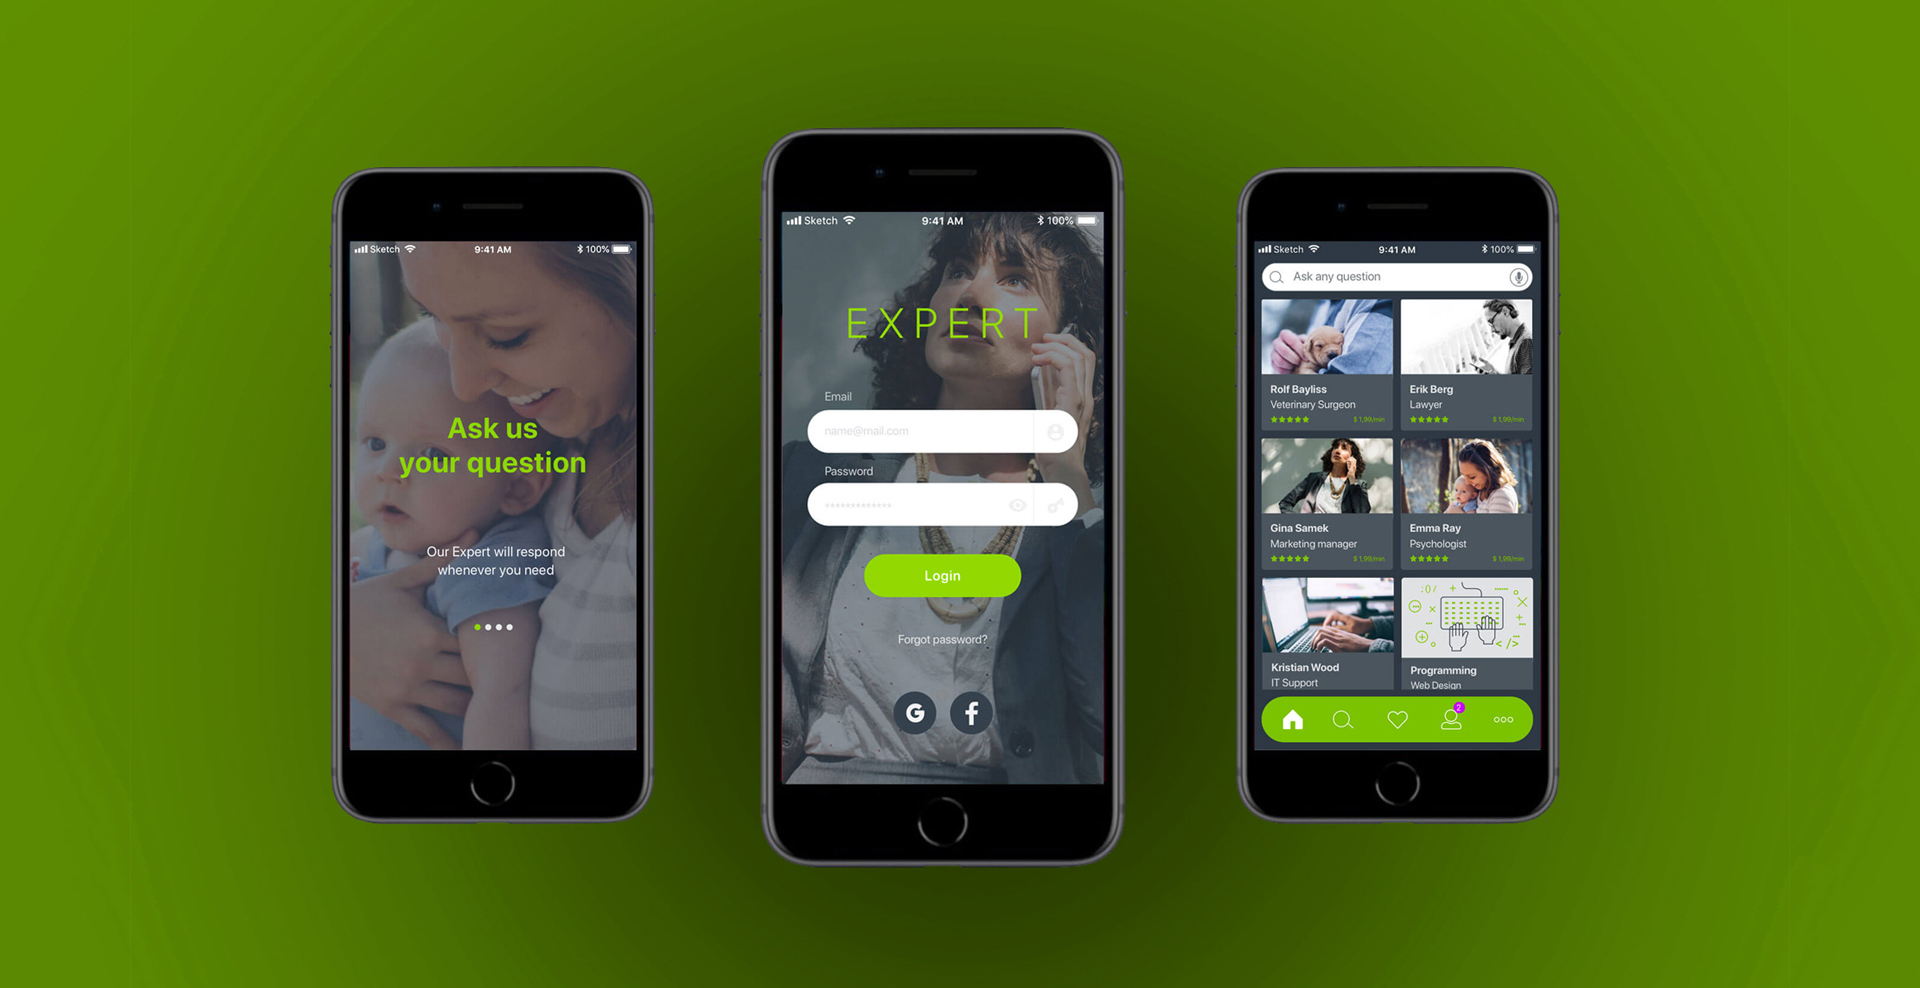 Sketch 9:41 AM 100%
Ask us
your question
Our Expert will respond
whenever you need
Sketch 9:41 AM 100%
EXPERT
Email
name@mail.com
Password
*************
Login
Forgot password?
G f
Sketch 9:41 AM 100%
Ask any question
Rolf Bayliss
Veterinary Surgeon
$ 1,99/min
Erik Berg
Lawyer
$ 1,99/min
Gina Samek
Marketing manager
$ 1,99/min
Emma Ray
Psychologist
$ 1,99/min
Kristian Wood
IT Support
:()/
</>
Programming
Web Design
2